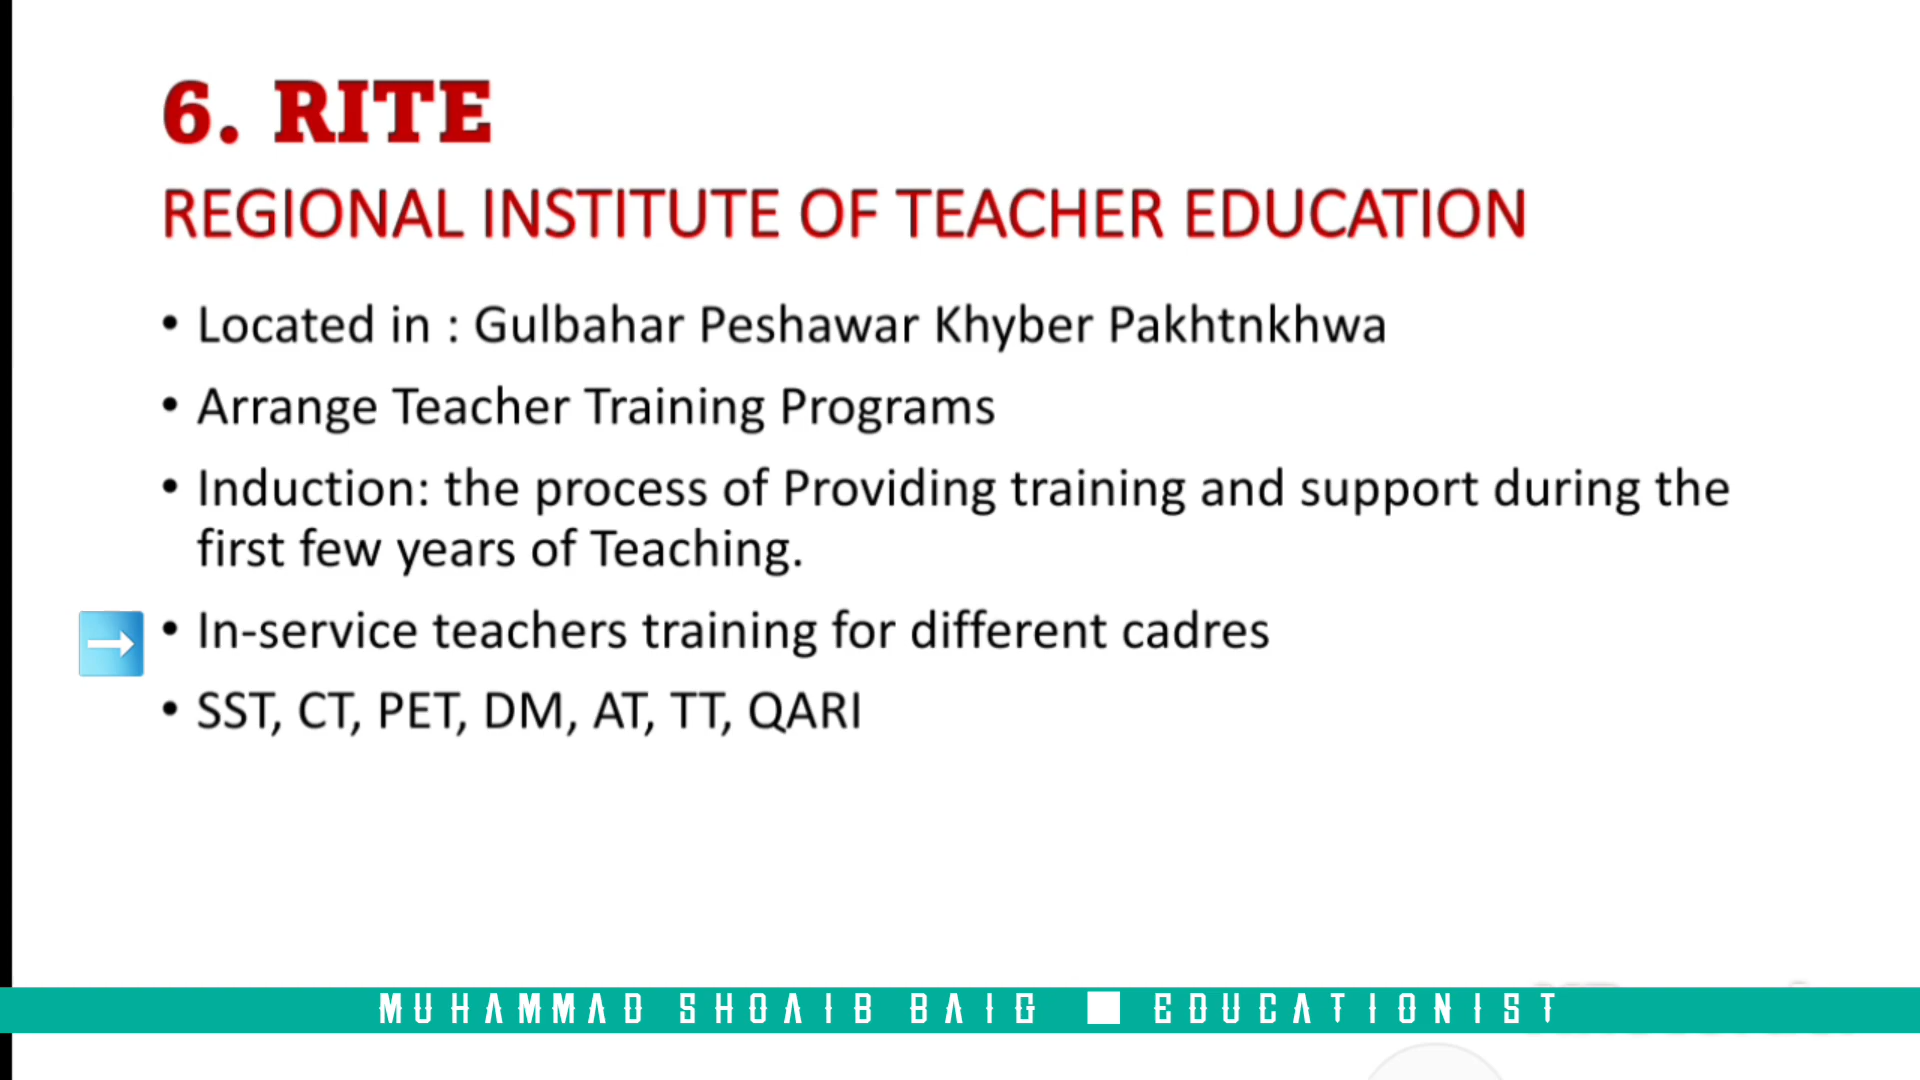 6. RITE
REGIONAL INSTITUTE OF TEACHER EDUCATION
• Located in : Gulbahar Peshawar Khyber Pakhtnkhwa
• Arrange Teacher Training Programs
• Induction: the process of Providing training and support during the
first few years of Teaching.
• In-service teachers training for different cadres
• SST, CT, PET, DM, AT, TT, QARI
MUHAMMAD SHOAIB BAIG EDUCATIONIST